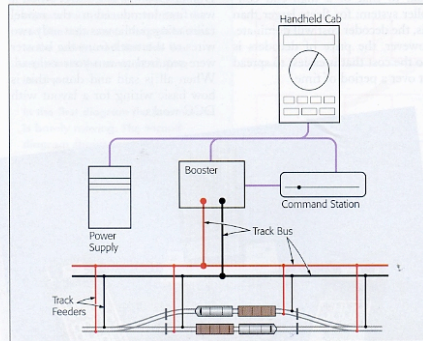 Handheld Cab
Booster
Command Station
Power
Supply
Track Bus
Track
Feeders